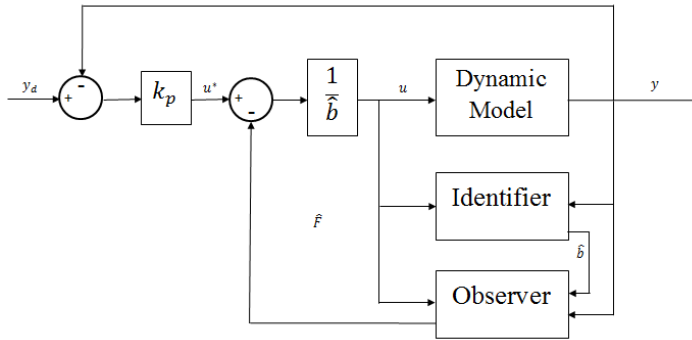 y_d
+
-
k_p
u*
+
-
1
b̂
u
Dynamic
Model
y
Identifier
F̂
b̂
Observer